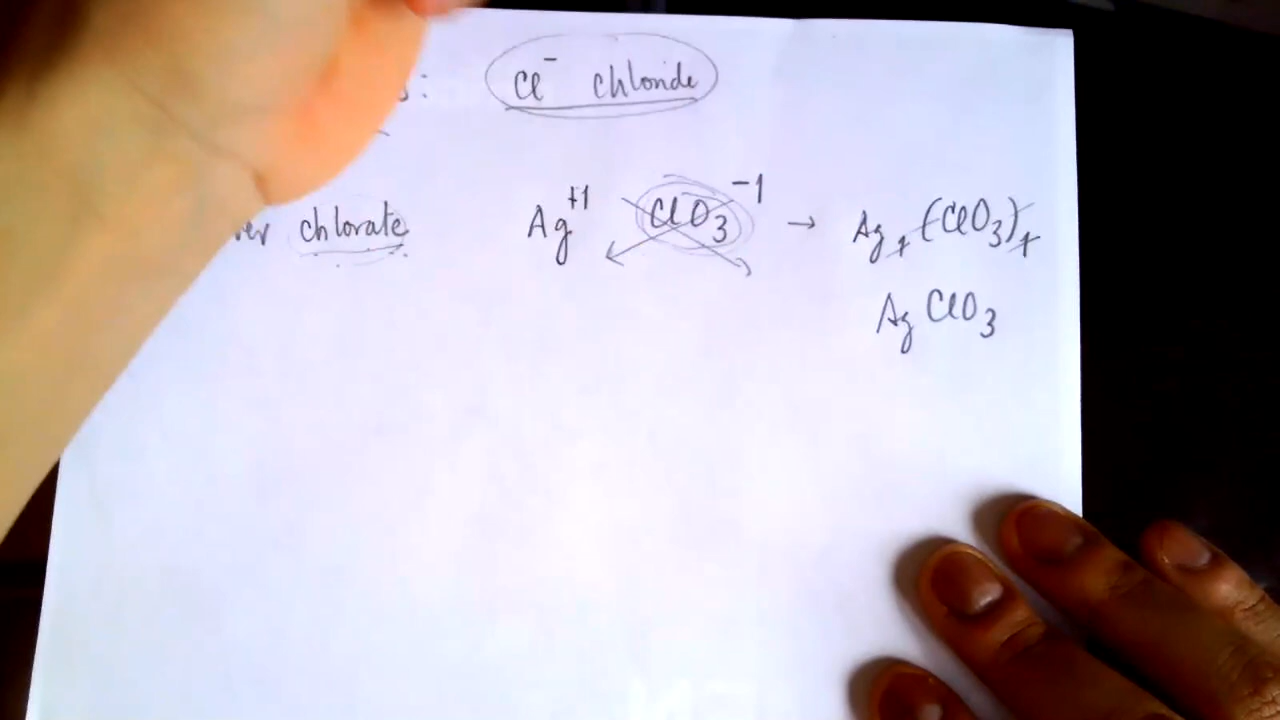 Cl⁻ chloride
chlorate Ag⁺¹ ClO₃⁻¹ → Ag₁(ClO₃)₁
AgClO₃